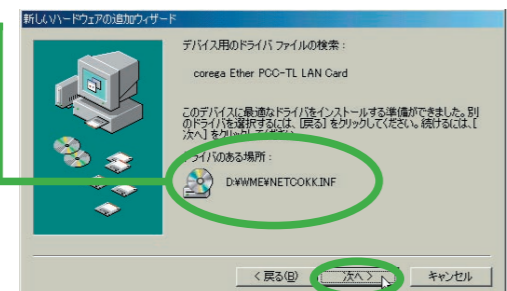 新しいハードウェアの追加ウィザード
デバイス用のドライバ ファイルの検索：
corega Ether PCC-TL LAN Card
このデバイスに最適なドライバをインストールする準備ができました。別
のドライバを選択するには、[戻る] をクリックしてください。続けるには、[
次へ] をクリックしてください。
ドライバのある場所：
D:¥WME¥NETCOKK.INF
< 戻る(B)
次へ >
キャンセル